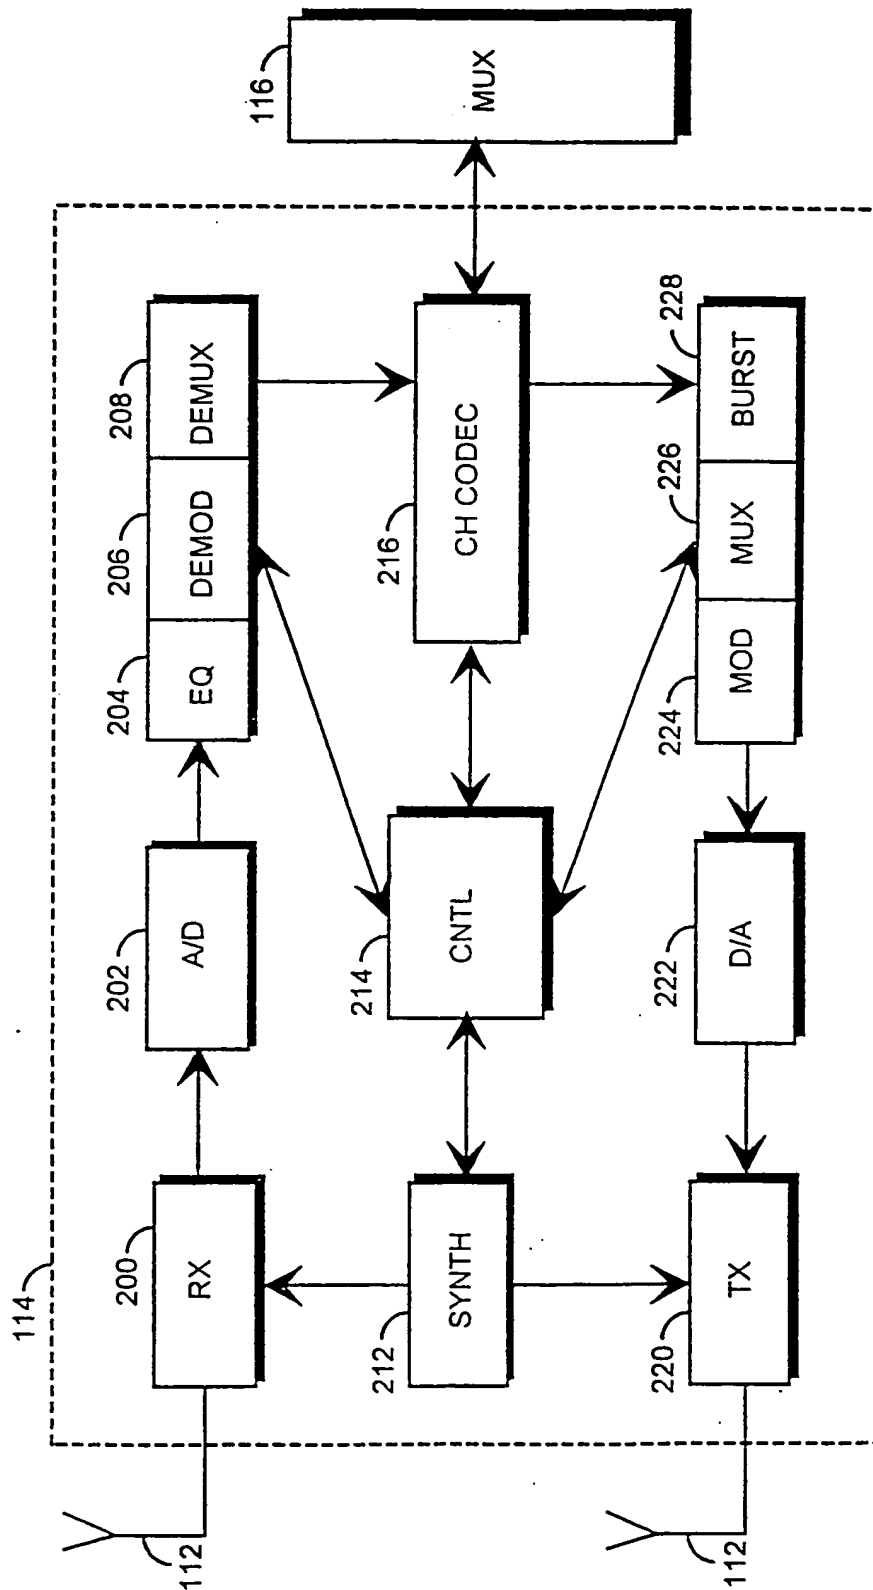 114
112
200
RX
202
A/D
204
EQ
206
DEMOD
208
DEMUX
212
SYNTH
214
CNTL
216
CH CODEC
116
MUX
112
220
TX
222
D/A
224
MOD
226
MUX
228
BURST